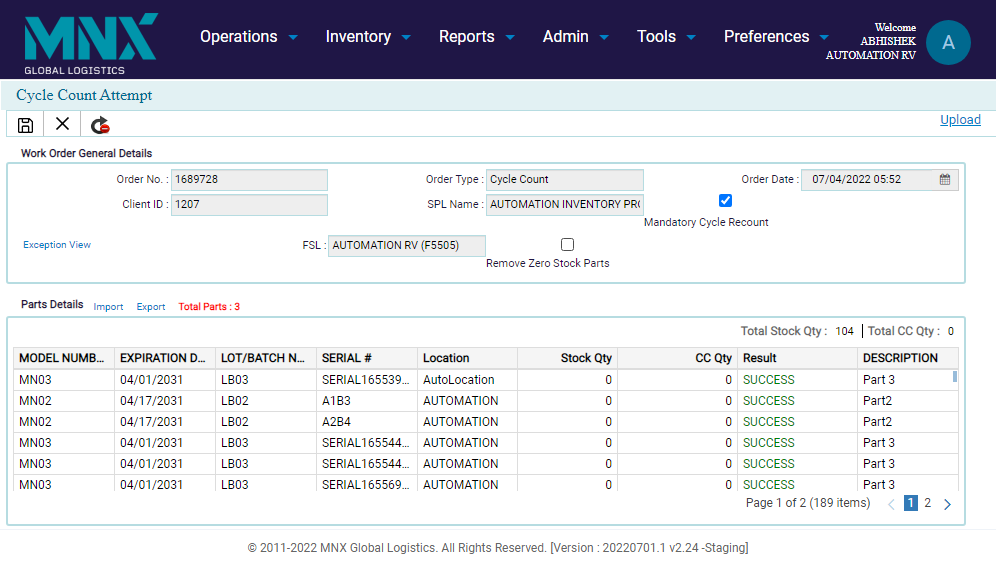 MNX
GLOBAL LOGISTICS
Operations Inventory Reports Admin Tools Preferences
Welcome
ABHISHEK
AUTOMATION RV
A
Cycle Count Attempt
Upload
Work Order General Details
Order No. : 1689728 Order Type : Cycle Count Order Date : 07/04/2022 05:52
Client ID : 1207 SPL Name : AUTOMATION INVENTORY PRO
Mandatory Cycle Recount
Exception View FSL : AUTOMATION RV (F5505)
Remove Zero Stock Parts
Parts Details Import Export Total Parts : 3
Total Stock Qty : 104 Total CC Qty : 0
MODEL NUMB... EXPIRATION D... LOT/BATCH N... SERIAL # Location Stock Qty CC Qty Result DESCRIPTION
MN03 04/01/2031 LB03 SERIAL165539... AutoLocation 0 0 SUCCESS Part 3
MN02 04/17/2031 LB02 A1B3 AUTOMATION 0 0 SUCCESS Part2
MN02 04/17/2031 LB02 A2B4 AUTOMATION 0 0 SUCCESS Part2
MN03 04/01/2031 LB03 SERIAL165544... AUTOMATION 0 0 SUCCESS Part 3
MN03 04/01/2031 LB03 SERIAL165544... AUTOMATION 0 0 SUCCESS Part 3
MN03 04/01/2031 LB03 SERIAL165569... AUTOMATION 0 0 SUCCESS Part 3
Page 1 of 2 (189 items) 1 2
© 2011-2022 MNX Global Logistics. All Rights Reserved. [Version : 20220701.1 v2.24 -Staging]